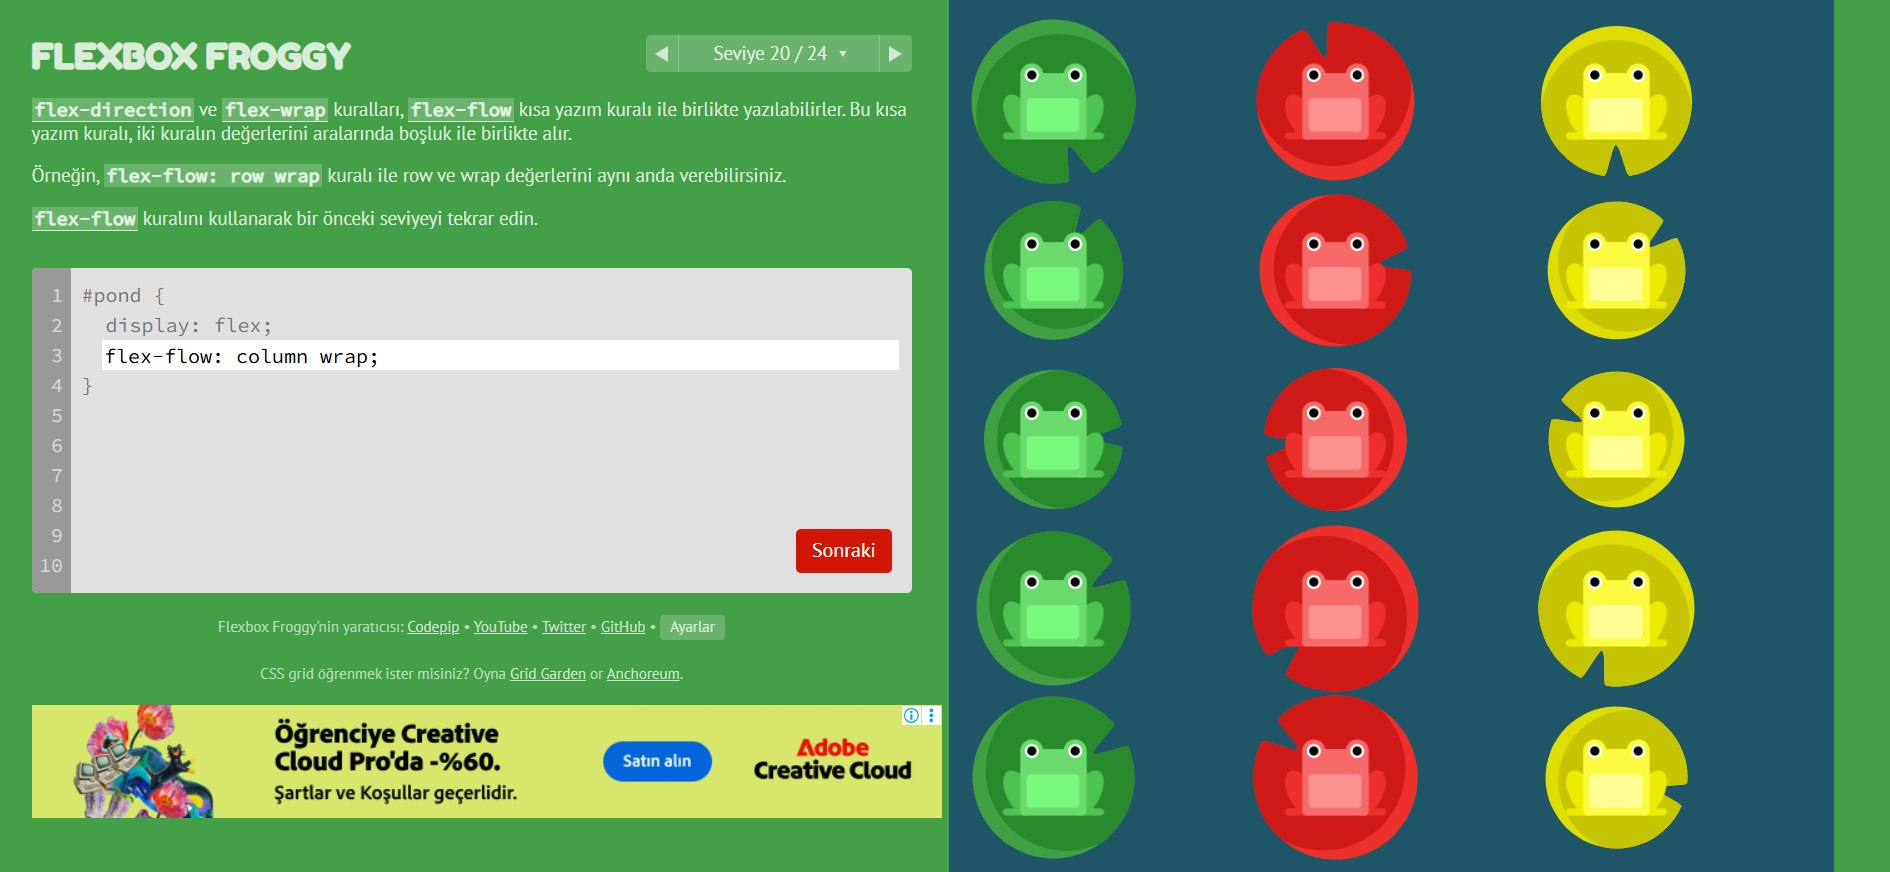 FLEXBOX FROGGY
Seviye 20 / 24
flex-direction ve flex-wrap kuralları, flex-flow kısa yazım kuralı ile birlikte yazılabilirler. Bu kısa
yazım kuralı, iki kuralın değerlerini aralarında boşluk ile birlikte alır.
Örneğin, flex-flow: row wrap kuralı ile row ve wrap değerlerini aynı anda verebilirsiniz.
flex-flow kuralını kullanarak bir önceki seviyeyi tekrar edin.
1 #pond {
2 display: flex;
3 flex-flow: column wrap;
4 }
5
6
7
8
9
10
Sonraki
Flexbox Froggy'nin yaratıcısı: Codepip • YouTube • Twitter • GitHub • Ayarlar
CSS grid öğrenmek ister misiniz? Oyna Grid Garden or Anchoreum.
Öğrenciye Creative
Cloud Pro'da -%60.
Şartlar ve Koşullar geçerlidir.
Satın alın
Adobe
Creative Cloud